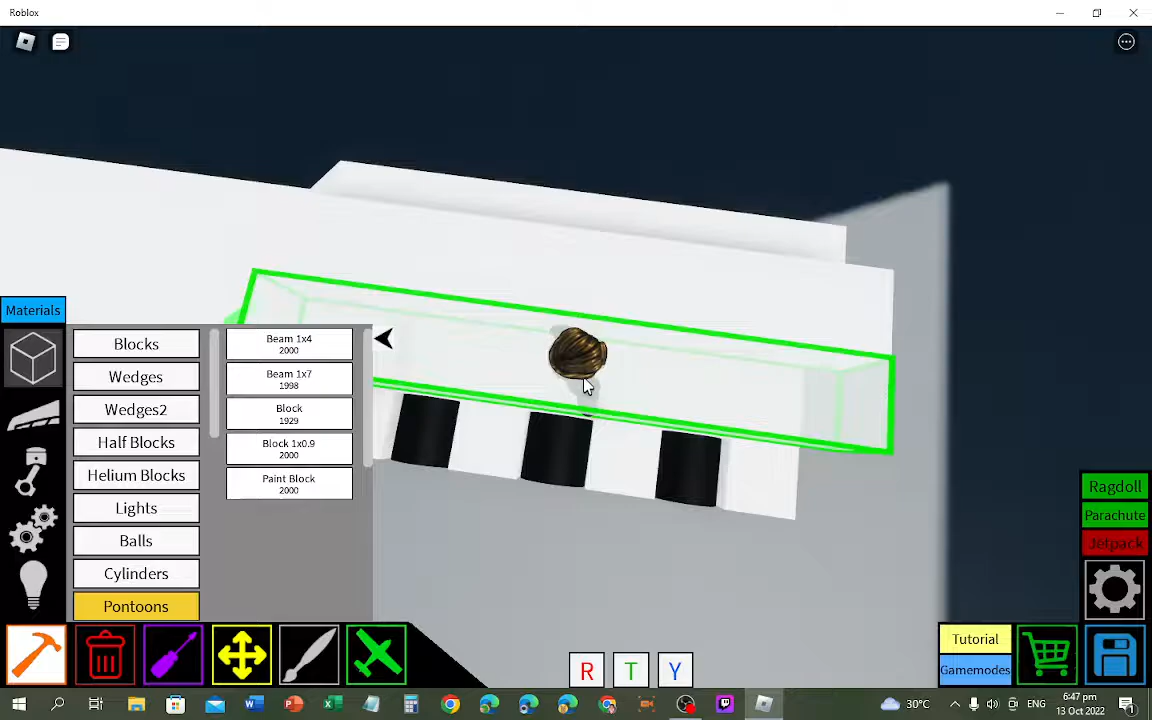 Roblox
Materials
Blocks
Wedges
Wedges2
Half Blocks
Helium Blocks
Lights
Balls
Cylinders
Pontoons
Beam 1x4
2000
Beam 1x7
1998
Block
1929
Block 1x0.9
2000
Paint Block
2000
Ragdoll
Parachute
Jetpack
Tutorial
Gamemodes
R T Y
30°C
ENG
6:47 pm
13 Oct 2022
1